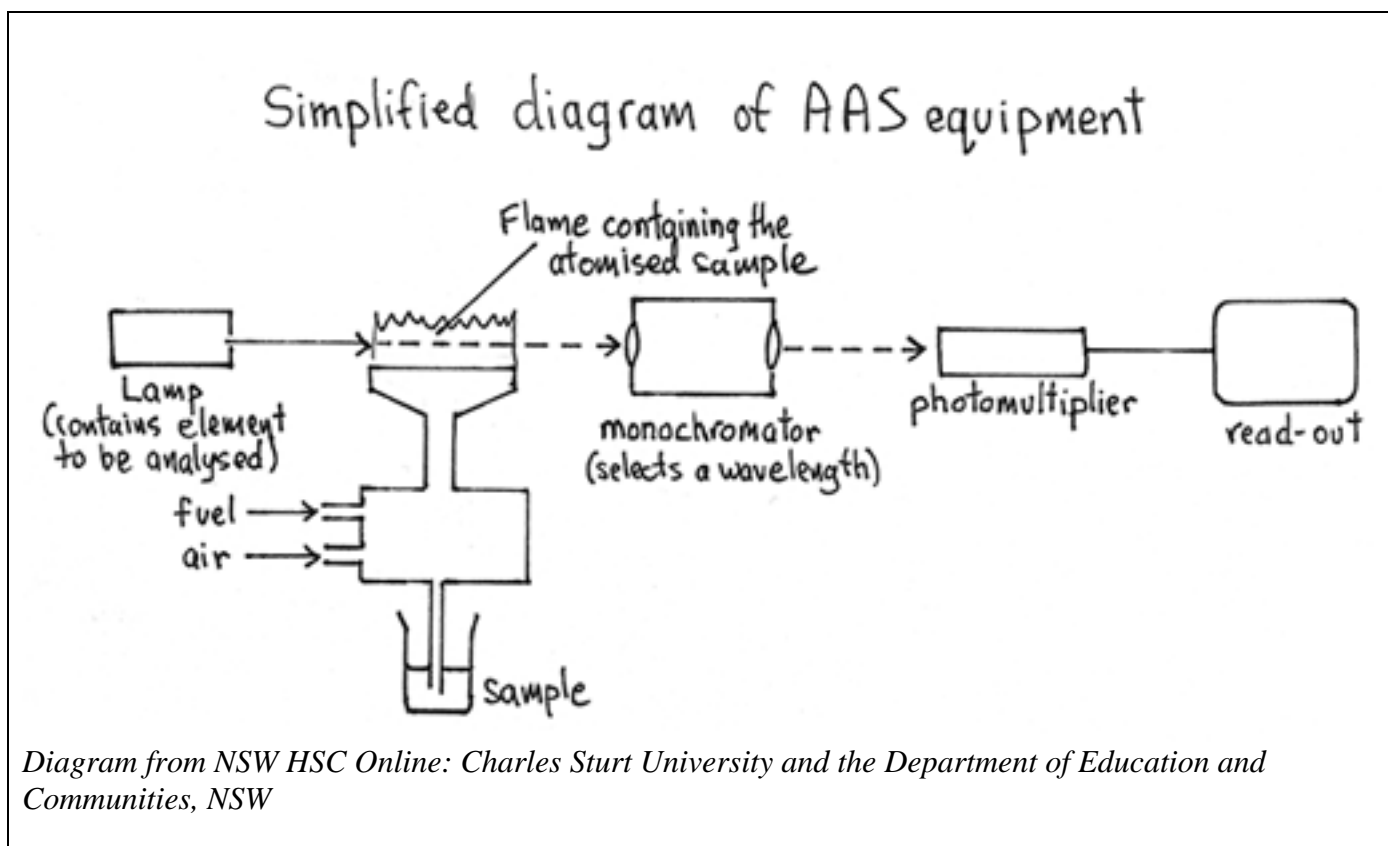 Simplified diagram of AAS equipment
Flame containing the
atomised sample
Lamp
(contains element
to be analysed)
monochromator
(selects a wavelength)
photomultiplier
read-out
fuel
air
sample
Diagram from NSW HSC Online: Charles Sturt University and the Department of Education and
Communities, NSW